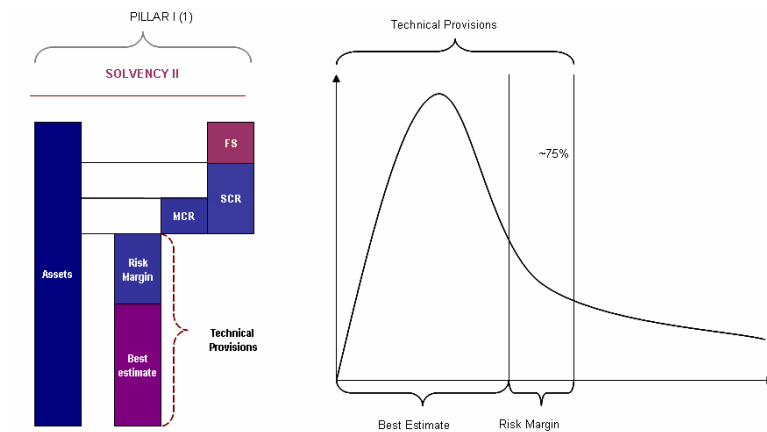 PILLAR I (1)
SOLVENCY II
FS
SCR
MCR
Risk
Margin
Assets
Technical
Provisions
Best
estimate
Technical Provisions
~75%
Best Estimate
Risk Margin